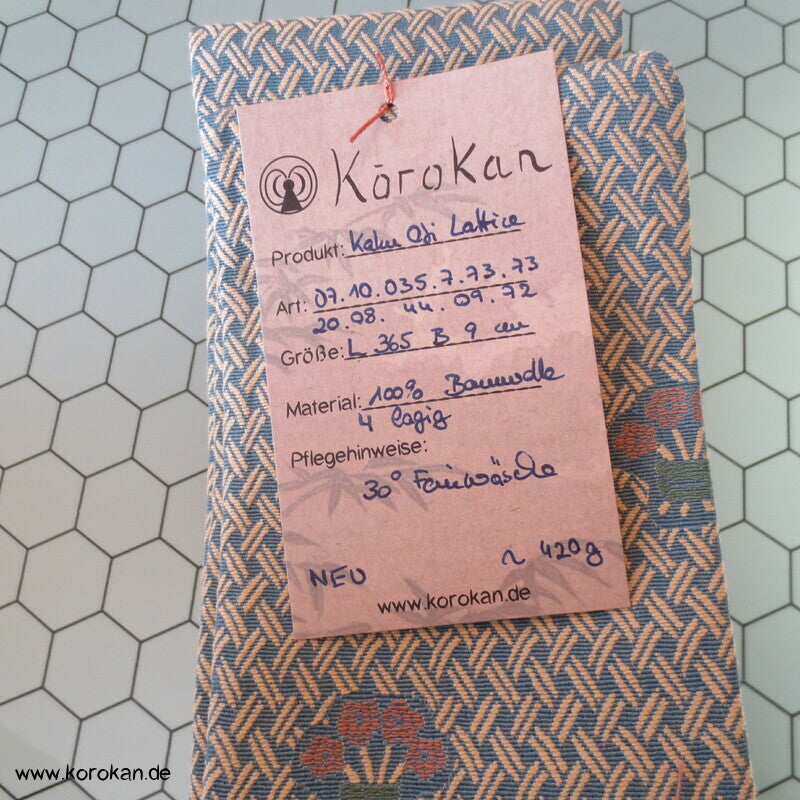 Kōrokan
Produkt: Kaku Obi Lattice
Art: 07.10.035.7.73.73
20.08.44.09.72
Größe: L 365 B 9 cm
Material: 100% Baumwolle
4 lagig
Pflegehinweise:
30° Feinwäsche
NEU ~ 420g
www.korokan.de
www.korokan.de